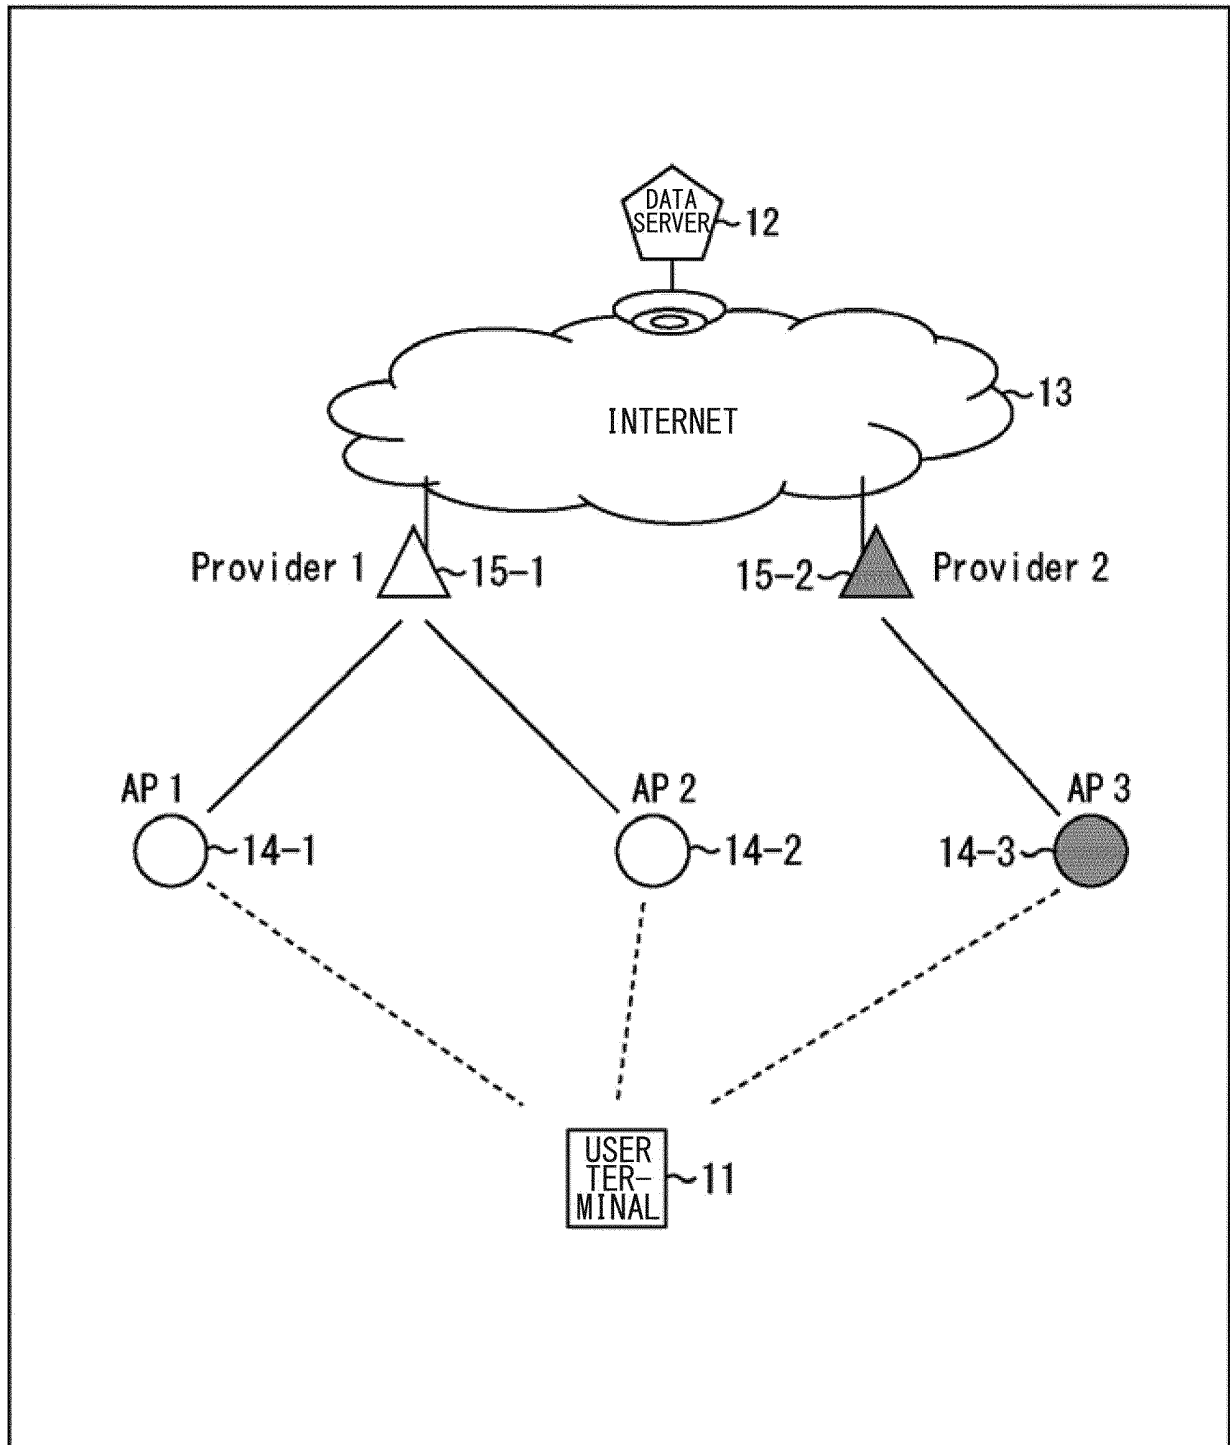 DATA
SERVER
12
13
INTERNET
Provider 1
15-1
15-2
Provider 2
AP 1
AP 2
AP 3
14-1
14-2
14-3
USER
TER-
MINAL
11